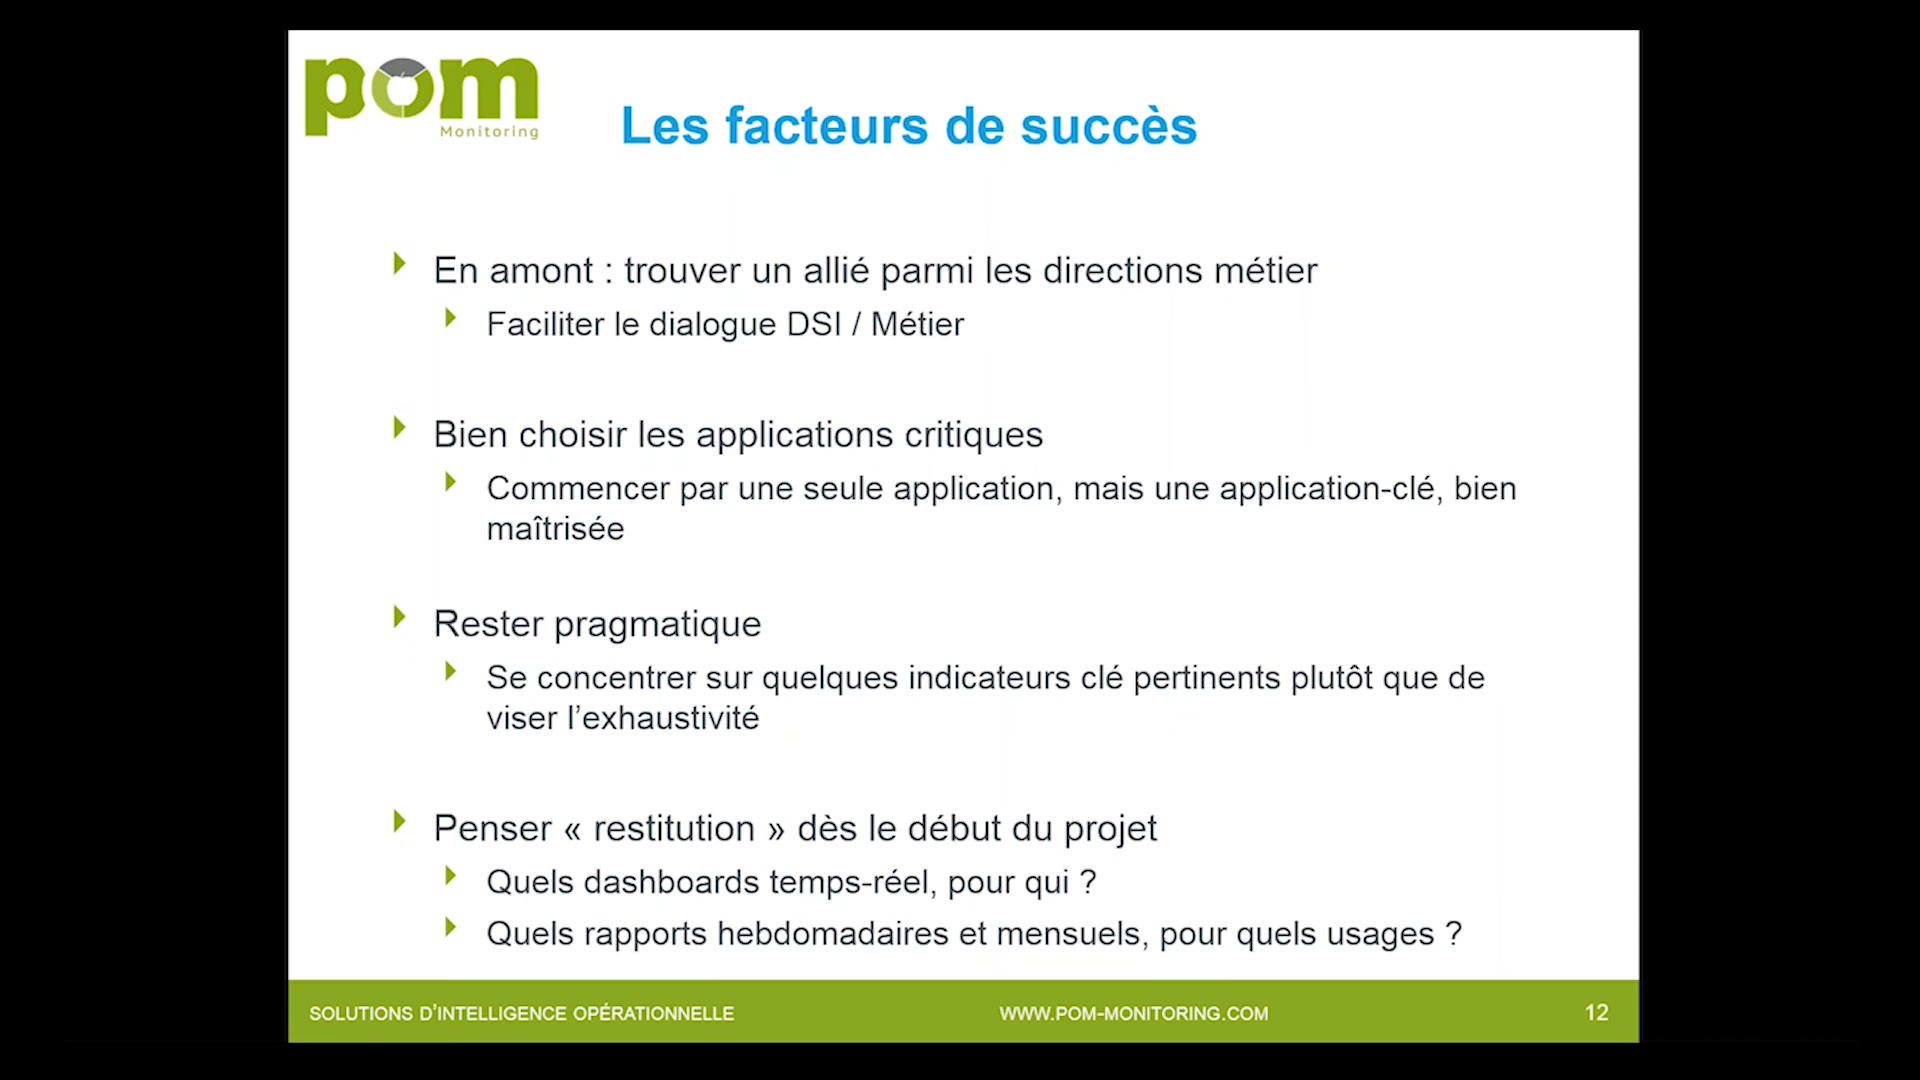 pom
Monitoring
Les facteurs de succès
En amont : trouver un allié parmi les directions métier
Faciliter le dialogue DSI / Métier
Bien choisir les applications critiques
Commencer par une seule application, mais une application-clé, bien
maîtrisée
Rester pragmatique
Se concentrer sur quelques indicateurs clé pertinents plutôt que de
viser l’exhaustivité
Penser « restitution » dès le début du projet
Quels dashboards temps-réel, pour qui ?
Quels rapports hebdomadaires et mensuels, pour quels usages ?
SOLUTIONS D’INTELLIGENCE OPÉRATIONNELLE WWW.POM-MONITORING.COM 12